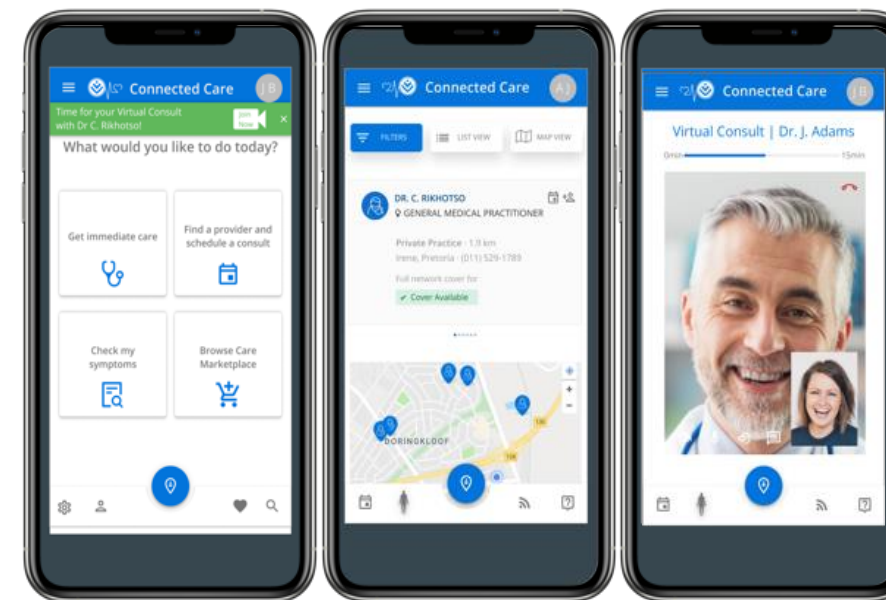 Connected Care
J B
Time for your Virtual Consult
with Dr C. Rikhotso!
Join
Now
What would you like to do today?
Get immediate care
Find a provider and
schedule a consult
Check my
symptoms
Browse Care
Marketplace
Connected Care
A J
FILTERS
LIST VIEW
MAP VIEW
DR. C. RIKHOTSO
GENERAL MEDICAL PRACTITIONER
Private Practice · 1.9 km
Irene, Pretoria · (011) 529-1789
Full network cover for
Cover Available
DORINGKLOOF
Connected Care
J B
Virtual Consult | Dr. J. Adams
0min
15min